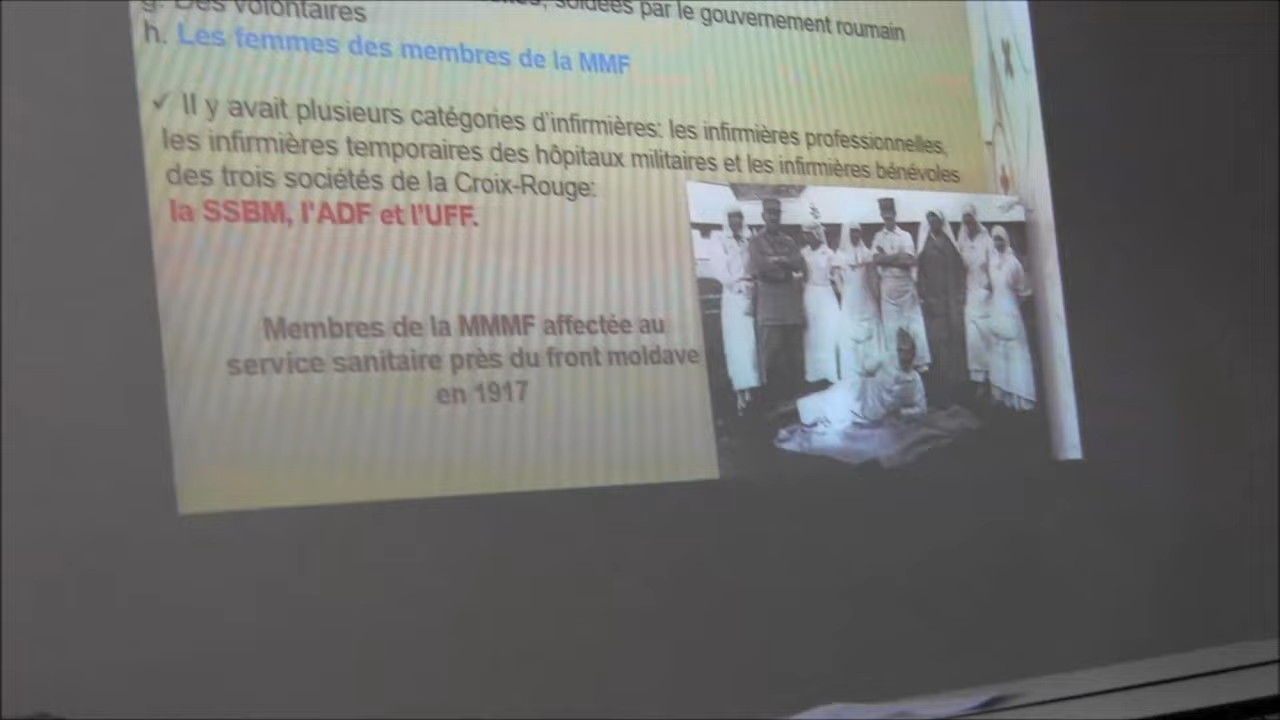 soldées par le gouvernement roumain
g. Des volontaires
h. Les femmes des membres de la MMF
✓ Il y avait plusieurs catégories d'infirmières: les infirmières professionnelles,
les infirmières temporaires des hôpitaux militaires et les infirmières bénévoles
des trois sociétés de la Croix-Rouge:
la SSBM, l'ADF et l'UFF.
Membres de la MMMF affectée au
service sanitaire près du front moldave
en 1917